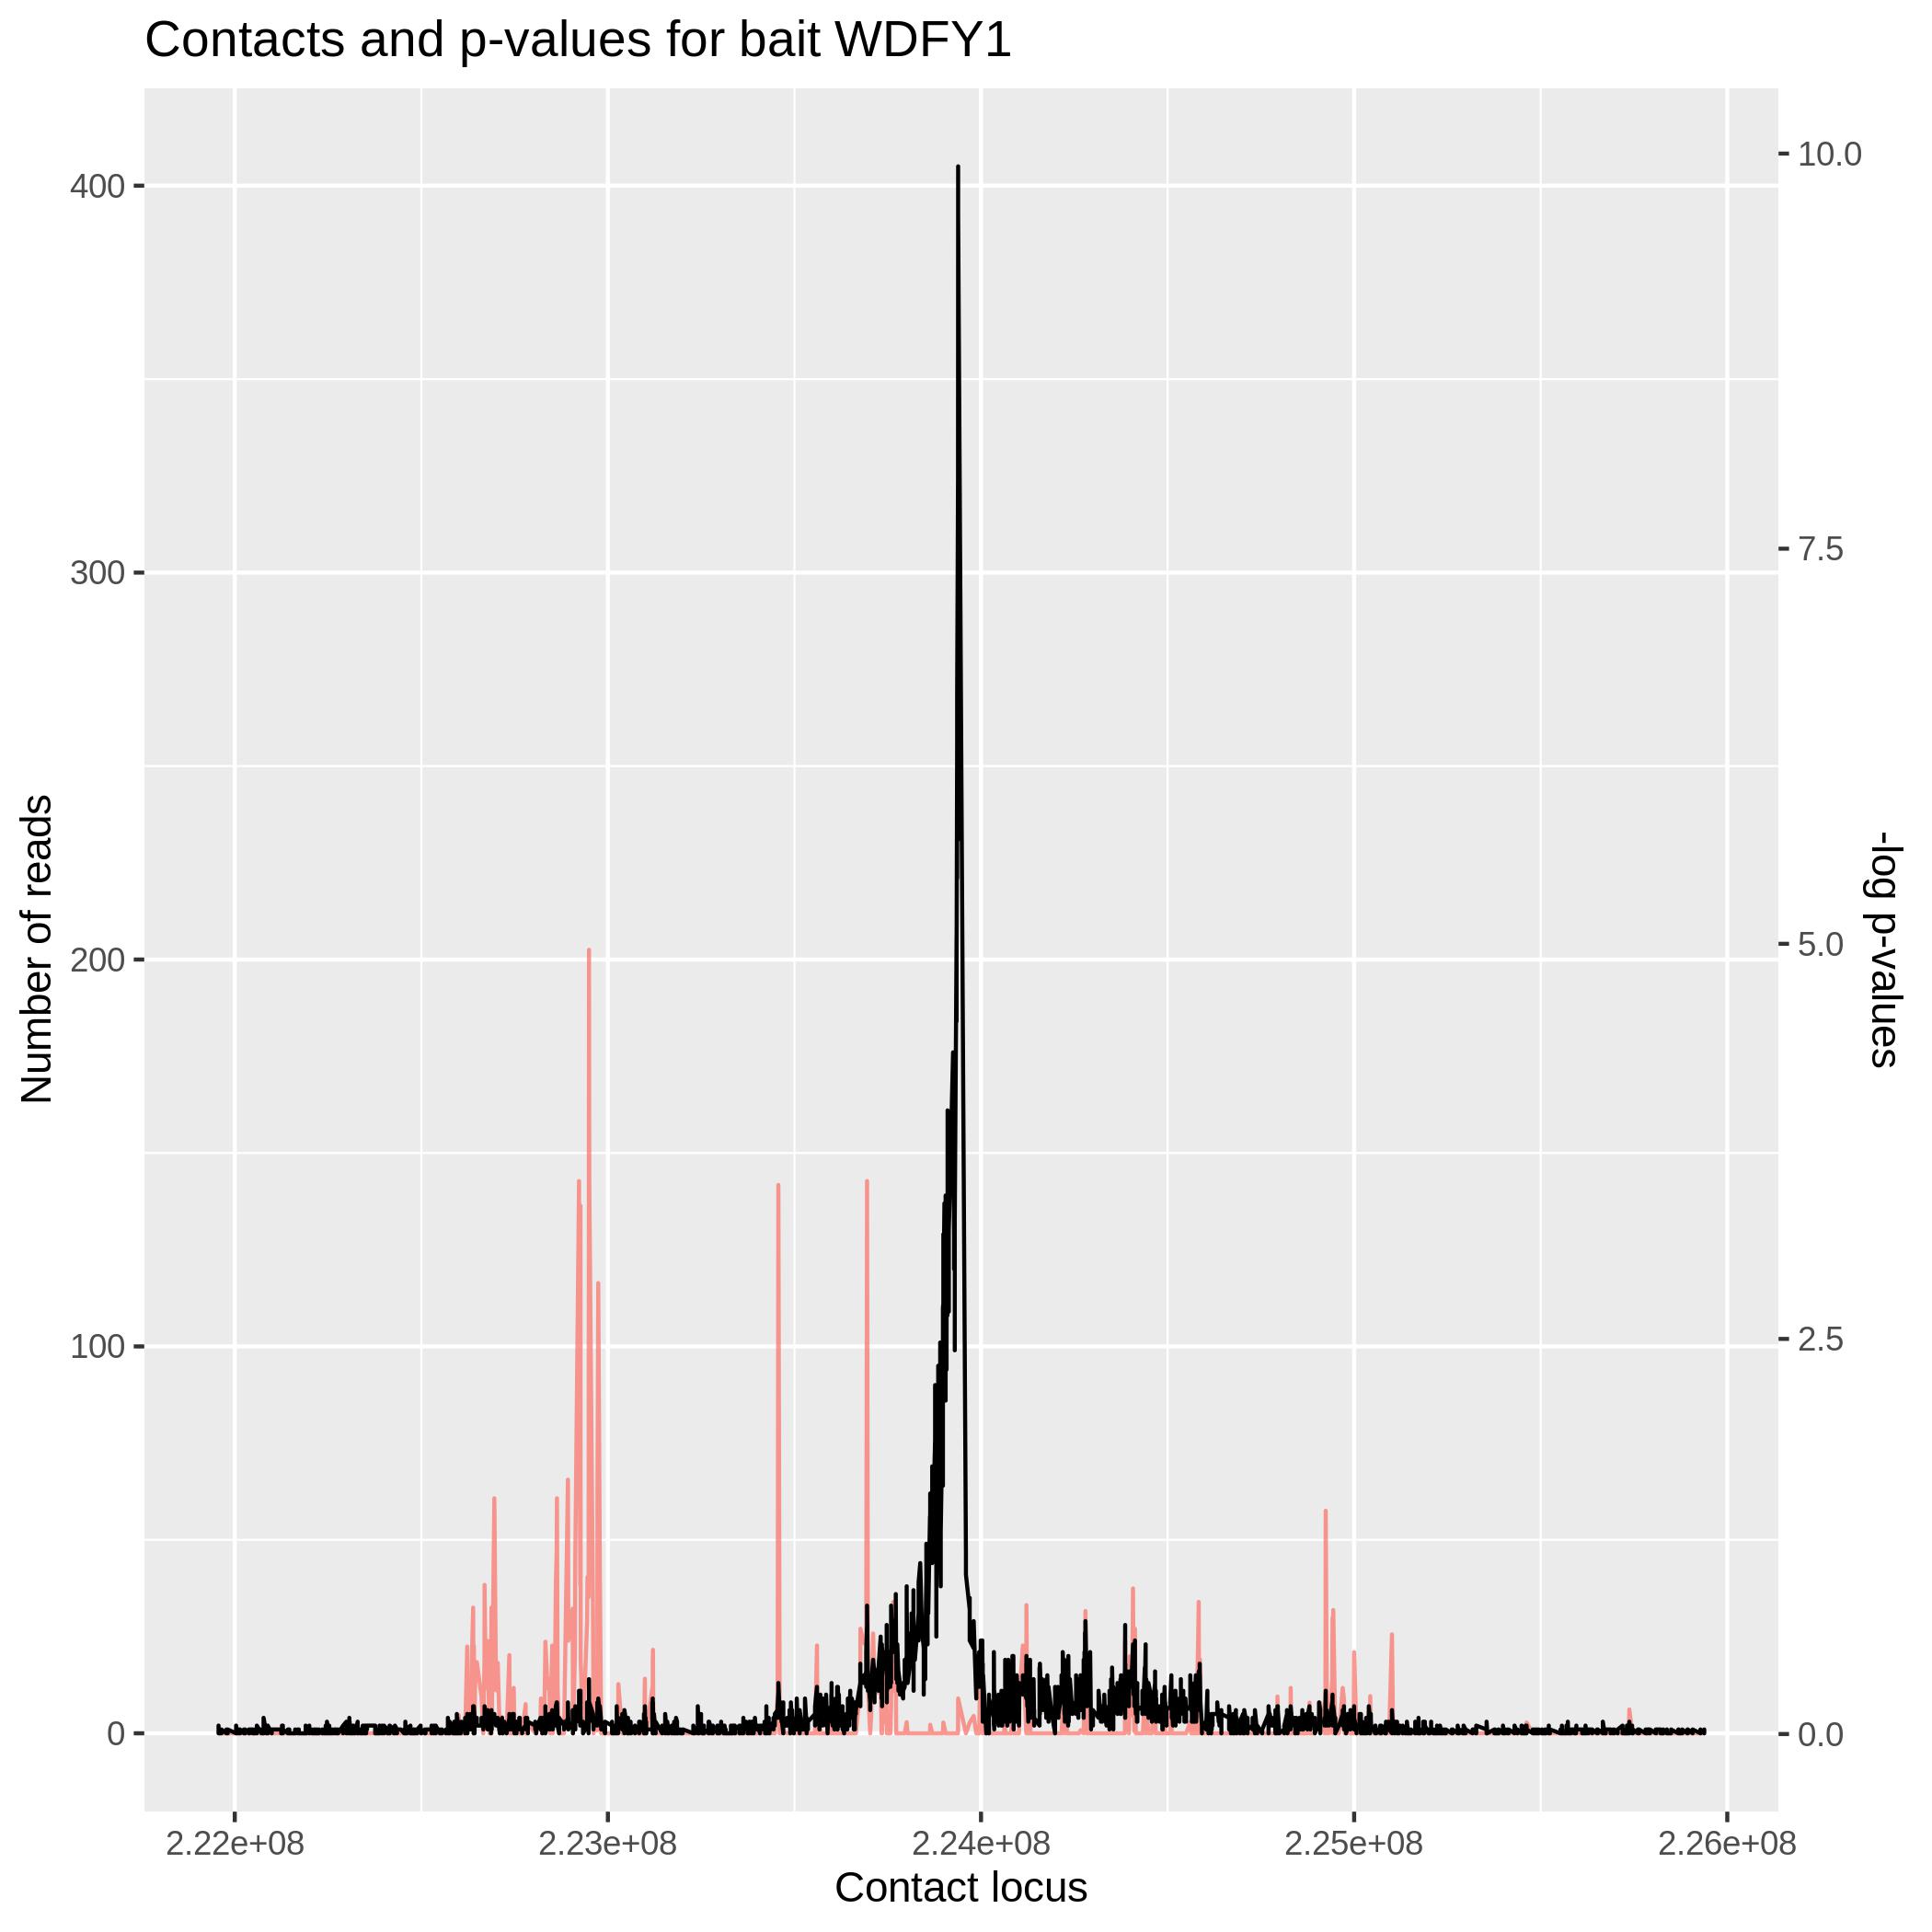 Contacts and p-values for bait WDFY1
400
300
200
100
0
10.0
7.5
5.0
2.5
0.0
Number of reads
-log p-values
2.22e+08 2.23e+08 2.24e+08 2.25e+08 2.26e+08
Contact locus